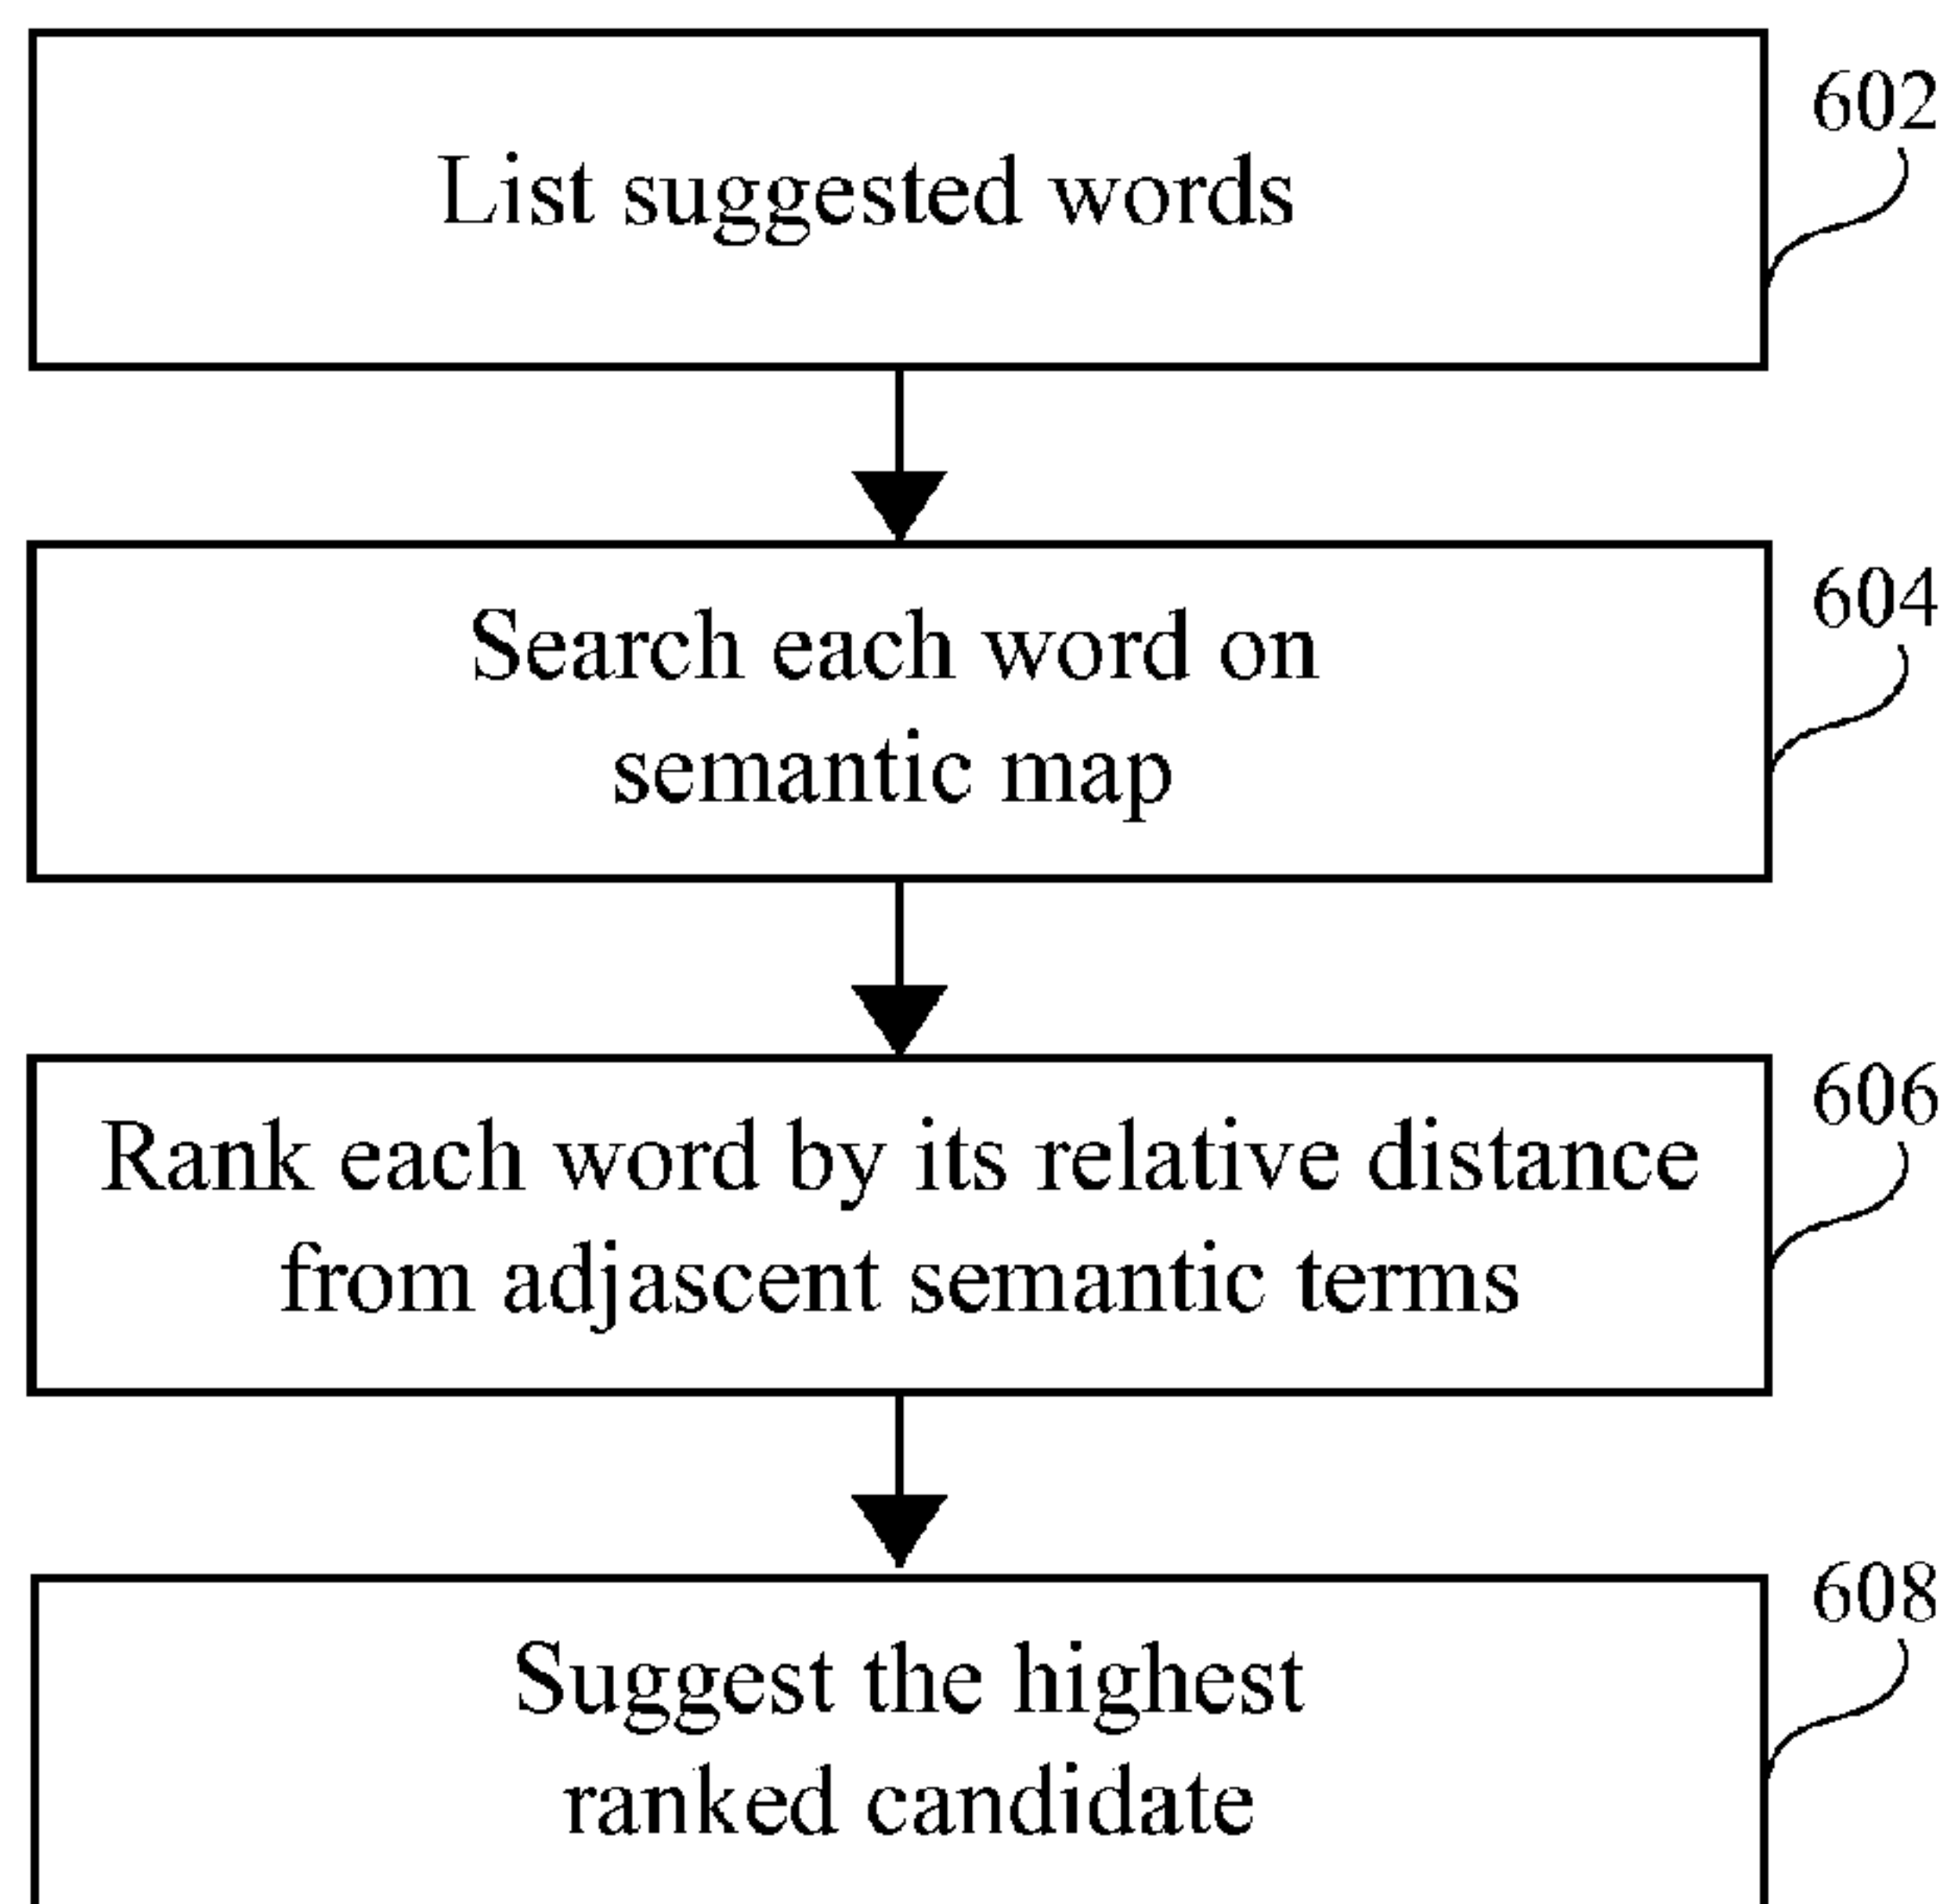 602
List suggested words
604
Search each word on
semantic map
606
Rank each word by its relative distance
from adjascent semantic terms
608
Suggest the highest
ranked candidate